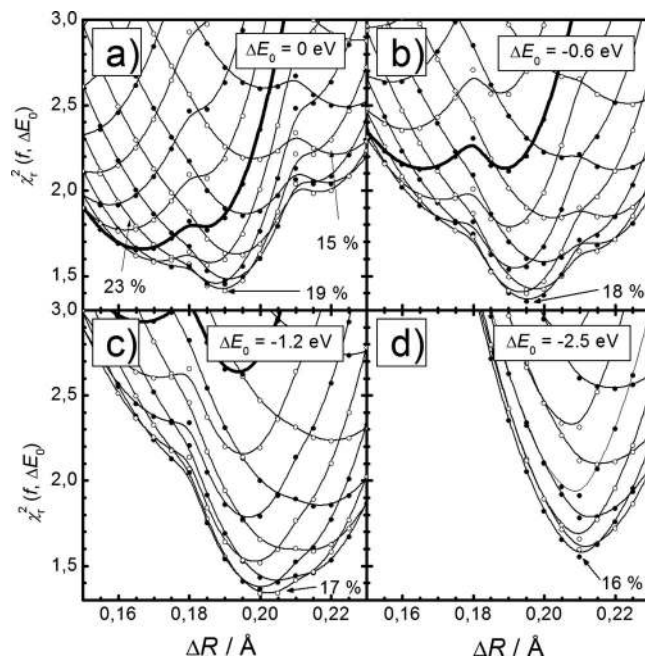 3,0
2,5
2,0
1,5
χ²ᵣ (f, ΔE₀)
a)
ΔE₀ = 0 eV
23 %
19 %
15 %
b)
ΔE₀ = -0.6 eV
18 %
3,0
2,5
2,0
1,5
χ²ᵣ (f, ΔE₀)
c)
ΔE₀ = -1.2 eV
17 %
d)
ΔE₀ = -2.5 eV
16 %
0,16 0,18 0,20 0,22
0,16 0,18 0,20 0,22
ΔR / Å
ΔR / Å